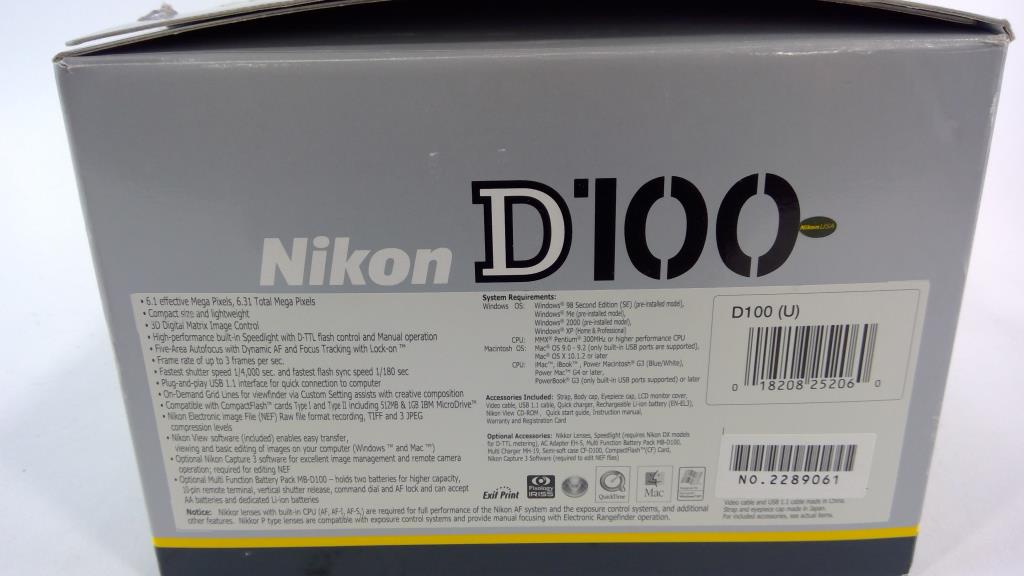 Nikon D100
NikonUSA
• 6.1 effective Mega Pixels, 6.31 Total Mega Pixels
• Compact size and lightweight
• 3D Digital Matrix Image Control
• High-performance built-in Speedlight with D-TTL flash control and Manual operation
• Five-Area Autofocus with Dynamic AF and Focus Tracking with Lock-on ™
• Frame rate of up to 3 frames per sec.
• Fastest shutter speed 1/4,000 sec. and fastest flash sync speed 1/180 sec
• Plug-and-play USB 1.1 interface for quick connection to computer
• On-Demand Grid Lines for viewfinder via Custom Setting assists with creative composition
• Compatible with CompactFlash™ cards Type I and Type II including 512MB & 1GB IBM MicroDrive™
• Nikon Electronic image File (NEF) Raw file format recording, TIFF and 3 JPEG
compression levels
• Nikon View software (included) enables easy transfer,
viewing and basic editing of images on your computer (Windows ™ and Mac ™)
• Optional Nikon Capture 3 software for excellent image management and remote camera
operation; required for editing NEF
• Optional Multi Function Battery Pack MB-D100 – holds two batteries for higher capacity,
10-pin remote terminal, vertical shutter release, command dial and AF lock and can accept
AA batteries and dedicated Li-ion batteries
System Requirements:
Windows OS: Windows® 98 Second Edition (SE) (pre-installed model),
Windows® Me (pre-installed model),
Windows® 2000 (pre-installed model),
Windows® XP (Home & Professional)
CPU: MMX® Pentium® 300MHz or higher performance CPU
Macintosh OS: Mac® OS 9.0 - 9.2 (only built-in USB ports are supported),
Mac® OS X 10.1.2 or later
CPU: iMac™, iBook™, Power Macintosh® G3 (Blue/White),
Power Mac™ G4 or later,
PowerBook® G3 (only built-in USB ports supported) or later
Accessories Included: Strap, Body cap, Eyepiece cap, LCD monitor cover,
Video cable, USB 1.1 cable, Quick charger, Rechargeable Li-ion battery (EN-EL3),
Nikon View CD-ROM, Quick start guide, Instruction manual,
Warranty and Registration Card
Optional Accessories: Nikkor Lenses, Speedlight (requires Nikon DX models
for D-TTL metering), AC Adapter EH-5, Multi Function Battery Pack MB-D100,
Multi Charger MH-19, Semi-soft case CF-D100, CompactFlash™(CF) Card,
Nikon Capture 3 Software (required to edit NEF files)
Exif Print
Pixology
IRISS
QuickTime
Mac
D100 (U)
0 18208 25206 0
NO.2289061
Video cable and USB 1.1 cable made in China.
Strap and eyepiece cap made in Japan.
For included accessories, see actual items.
Notice: Nikkor lenses with built-in CPU (AF, AF-I, AF-S,) are required for full performance of the Nikon AF system and the exposure control systems, and additional
other features. Nikkor P type lenses are compatible with exposure control systems and provide manual focusing with Electronic Rangefinder operation.